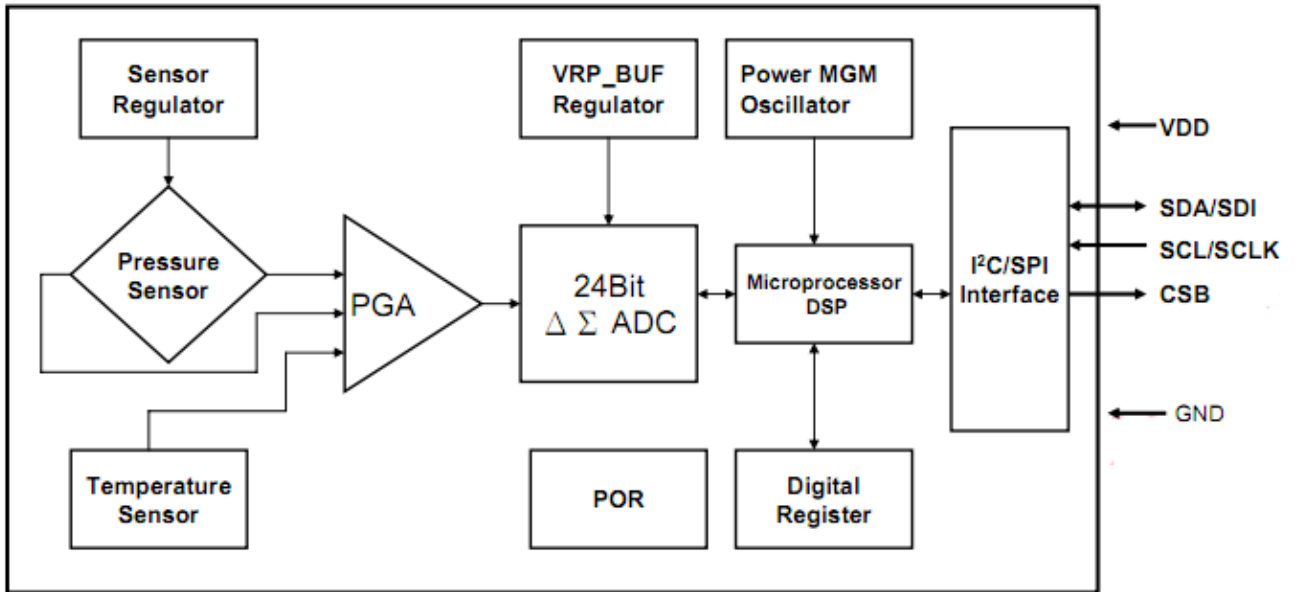 Sensor
Regulator
VRP_BUF
Regulator
Power MGM
Oscillator
VDD
Pressure
Sensor
PGA
24Bit
Δ Σ ADC
Microprocessor
DSP
I²C/SPI
Interface
SDA/SDI
SCL/SCLK
CSB
GND
Temperature
Sensor
POR
Digital
Register